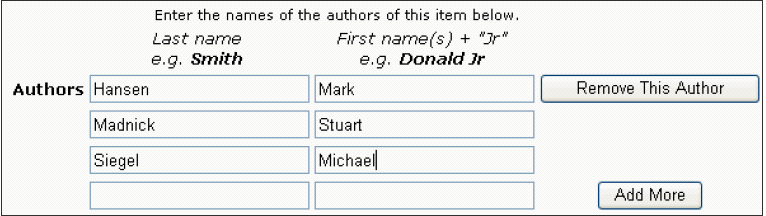 Enter the names of the authors of this item below.
Last name First name(s) + "Jr"
e.g. Smith e.g. Donald Jr
Authors Hansen Mark Remove This Author
Madnick Stuart
Siegel Michael
Add More